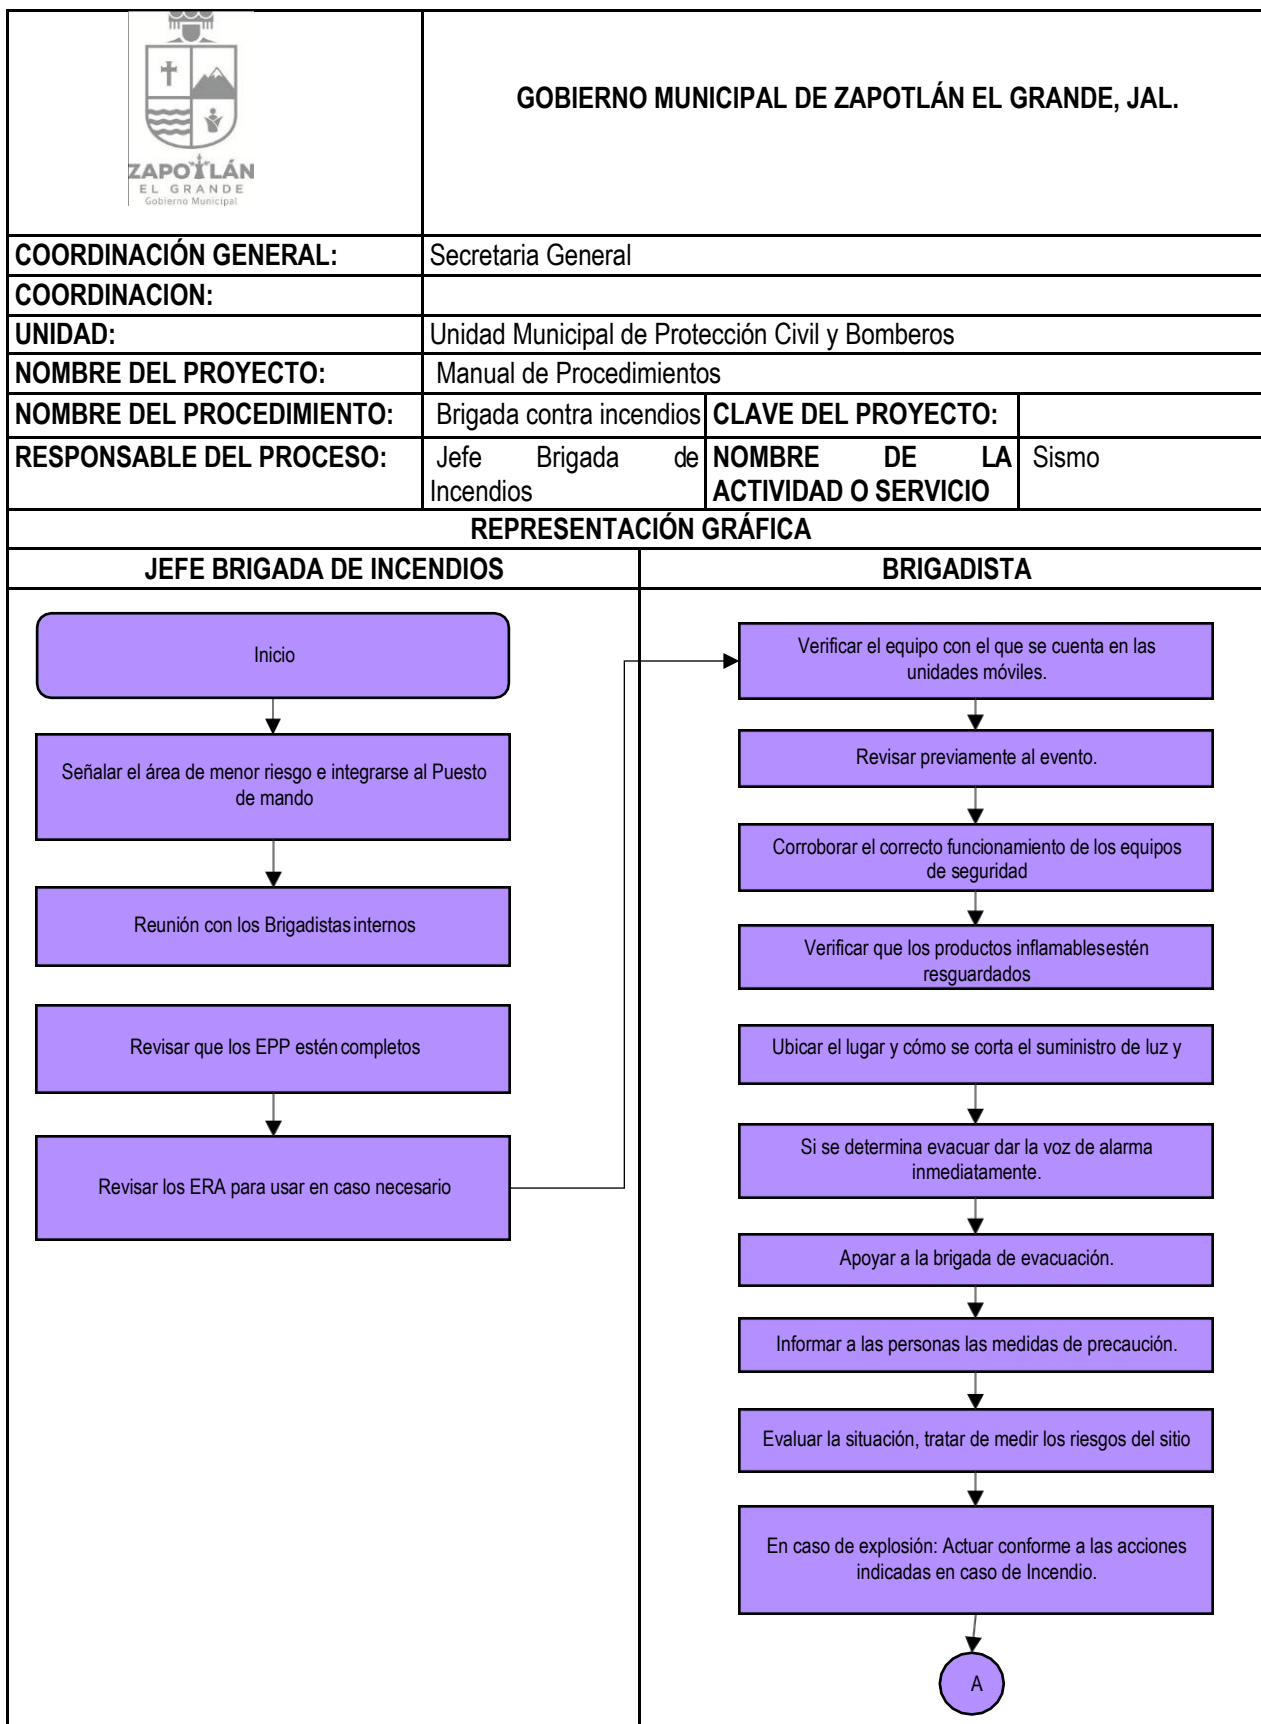 ZAPOTLÁN
EL GRANDE
Gobierno Municipal
GOBIERNO MUNICIPAL DE ZAPOTLÁN EL GRANDE, JAL.
COORDINACIÓN GENERAL: Secretaria General
COORDINACION:
UNIDAD: Unidad Municipal de Protección Civil y Bomberos
NOMBRE DEL PROYECTO: Manual de Procedimientos
NOMBRE DEL PROCEDIMIENTO: Brigada contra incendios CLAVE DEL PROYECTO:
RESPONSABLE DEL PROCESO: Jefe Brigada de NOMBRE DE LA Sismo
Incendios ACTIVIDAD O SERVICIO
REPRESENTACIÓN GRÁFICA
JEFE BRIGADA DE INCENDIOS
Inicio
Señalar el área de menor riesgo e integrarse al Puesto
de mando
Reunión con los Brigadistas internos
Revisar que los EPP estén completos
Revisar los ERA para usar en caso necesario
BRIGADISTA
Verificar el equipo con el que se cuenta en las
unidades móviles.
Revisar previamente al evento.
Corroborar el correcto funcionamiento de los equipos
de seguridad
Verificar que los productos inflamables estén
resguardados
Ubicar el lugar y cómo se corta el suministro de luz y
Si se determina evacuar dar la voz de alarma
inmediatamente.
Apoyar a la brigada de evacuación.
Informar a las personas las medidas de precaución.
Evaluar la situación, tratar de medir los riesgos del sitio
En caso de explosión: Actuar conforme a las acciones
indicadas en caso de Incendio.
A